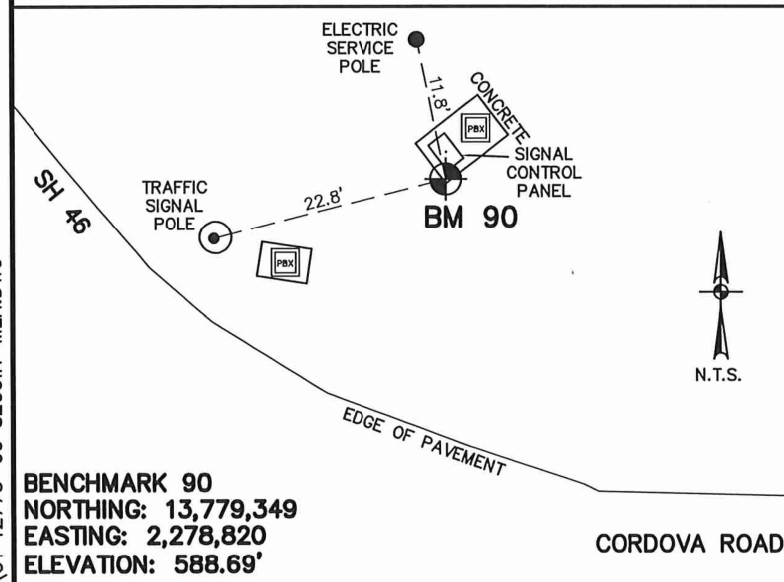 ELECTRIC
SERVICE
POLE
11.8'
CONCRETE
PBX
SIGNAL
CONTROL
PANEL
BM 90
TRAFFIC
SIGNAL
POLE
22.8'
PBX
SH 46
N.T.S.
EDGE OF PAVEMENT
BENCHMARK 90
NORTHING: 13,779,349
EASTING: 2,278,820
ELEVATION: 588.69'
CORDOVA ROAD